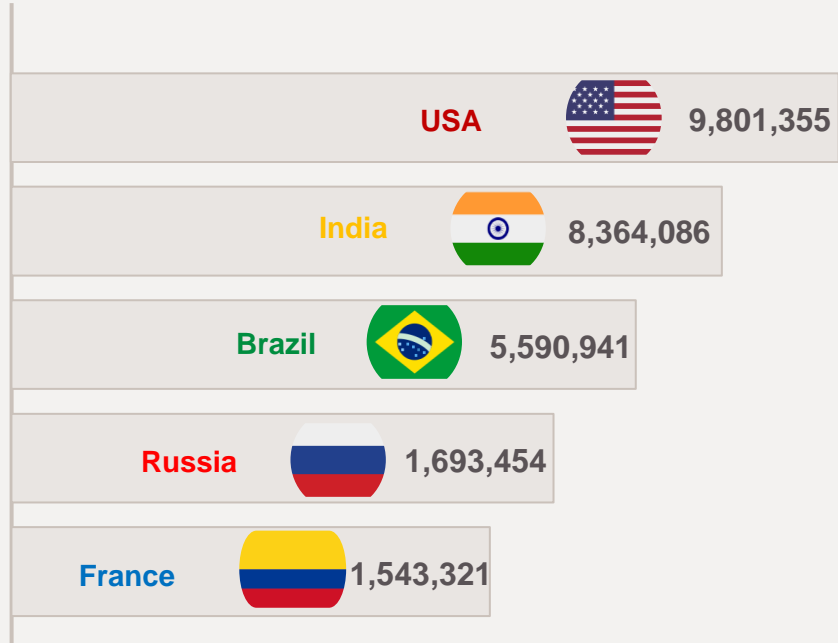 USA 9,801,355
India 8,364,086
Brazil 5,590,941
Russia 1,693,454
France 1,543,321